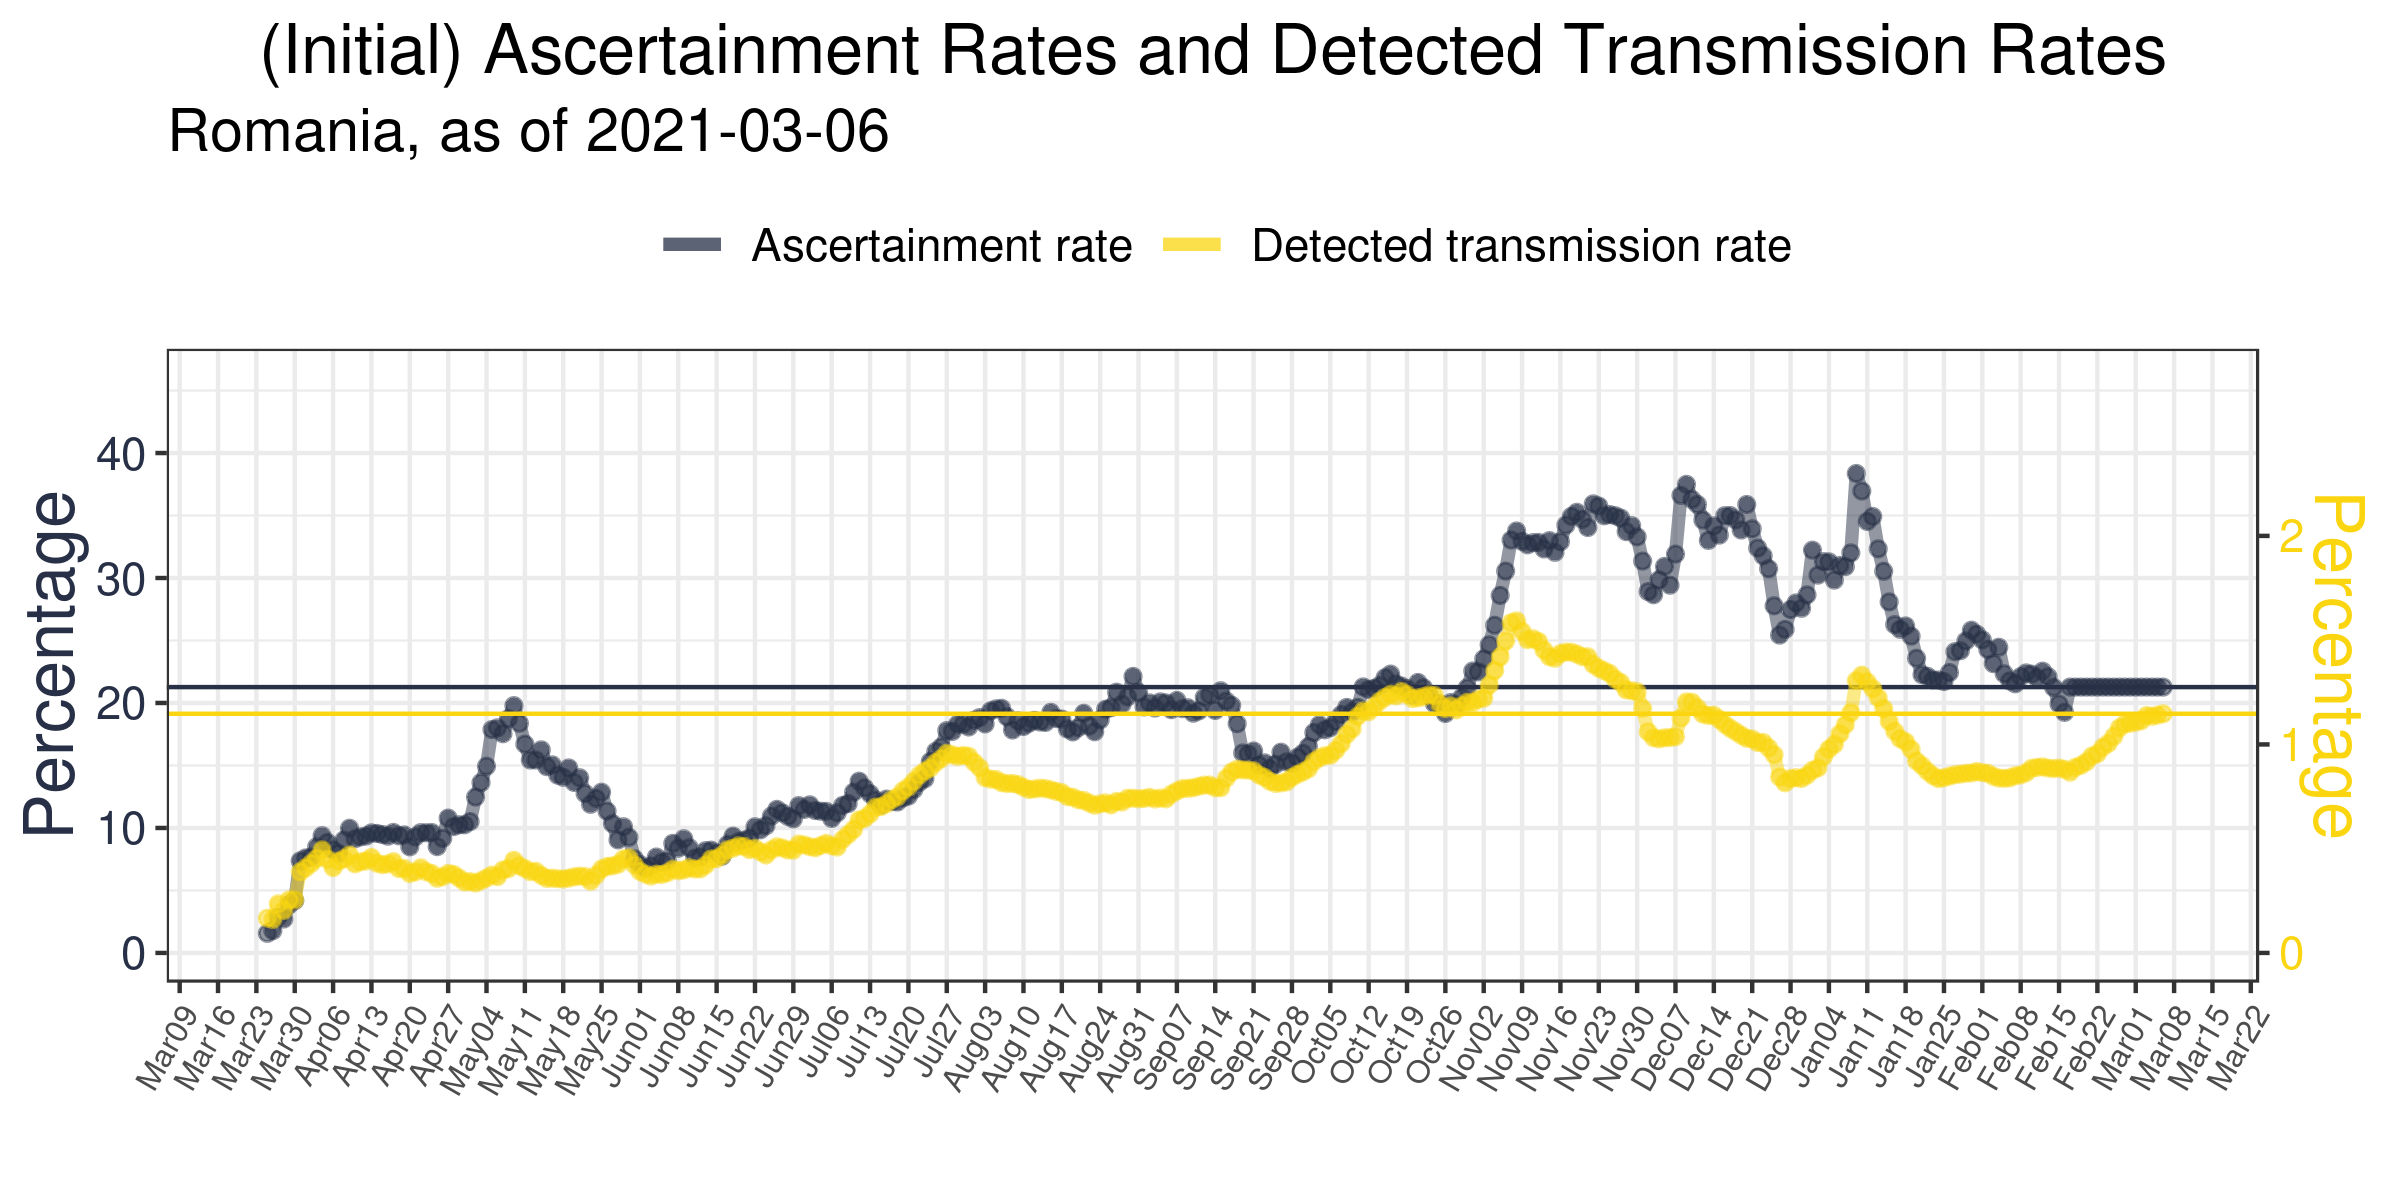 (Initial) Ascertainment Rates and Detected Transmission Rates
Romania, as of 2021-03-06
Ascertainment rate
Detected transmission rate
Percentage
40
30
20
10
0
2
1
0
Percentage
Mar09
Mar16
Mar23
Mar30
Apr06
Apr13
Apr20
Apr27
May04
May11
May18
May25
Jun01
Jun08
Jun15
Jun22
Jun29
Jul06
Jul13
Jul20
Jul27
Aug03
Aug10
Aug17
Aug24
Aug31
Sep07
Sep14
Sep21
Sep28
Oct05
Oct12
Oct19
Oct26
Nov02
Nov09
Nov16
Nov23
Nov30
Dec07
Dec14
Dec21
Dec28
Jan04
Jan11
Jan18
Jan25
Feb01
Feb08
Feb15
Feb22
Mar01
Mar08
Mar15
Mar22